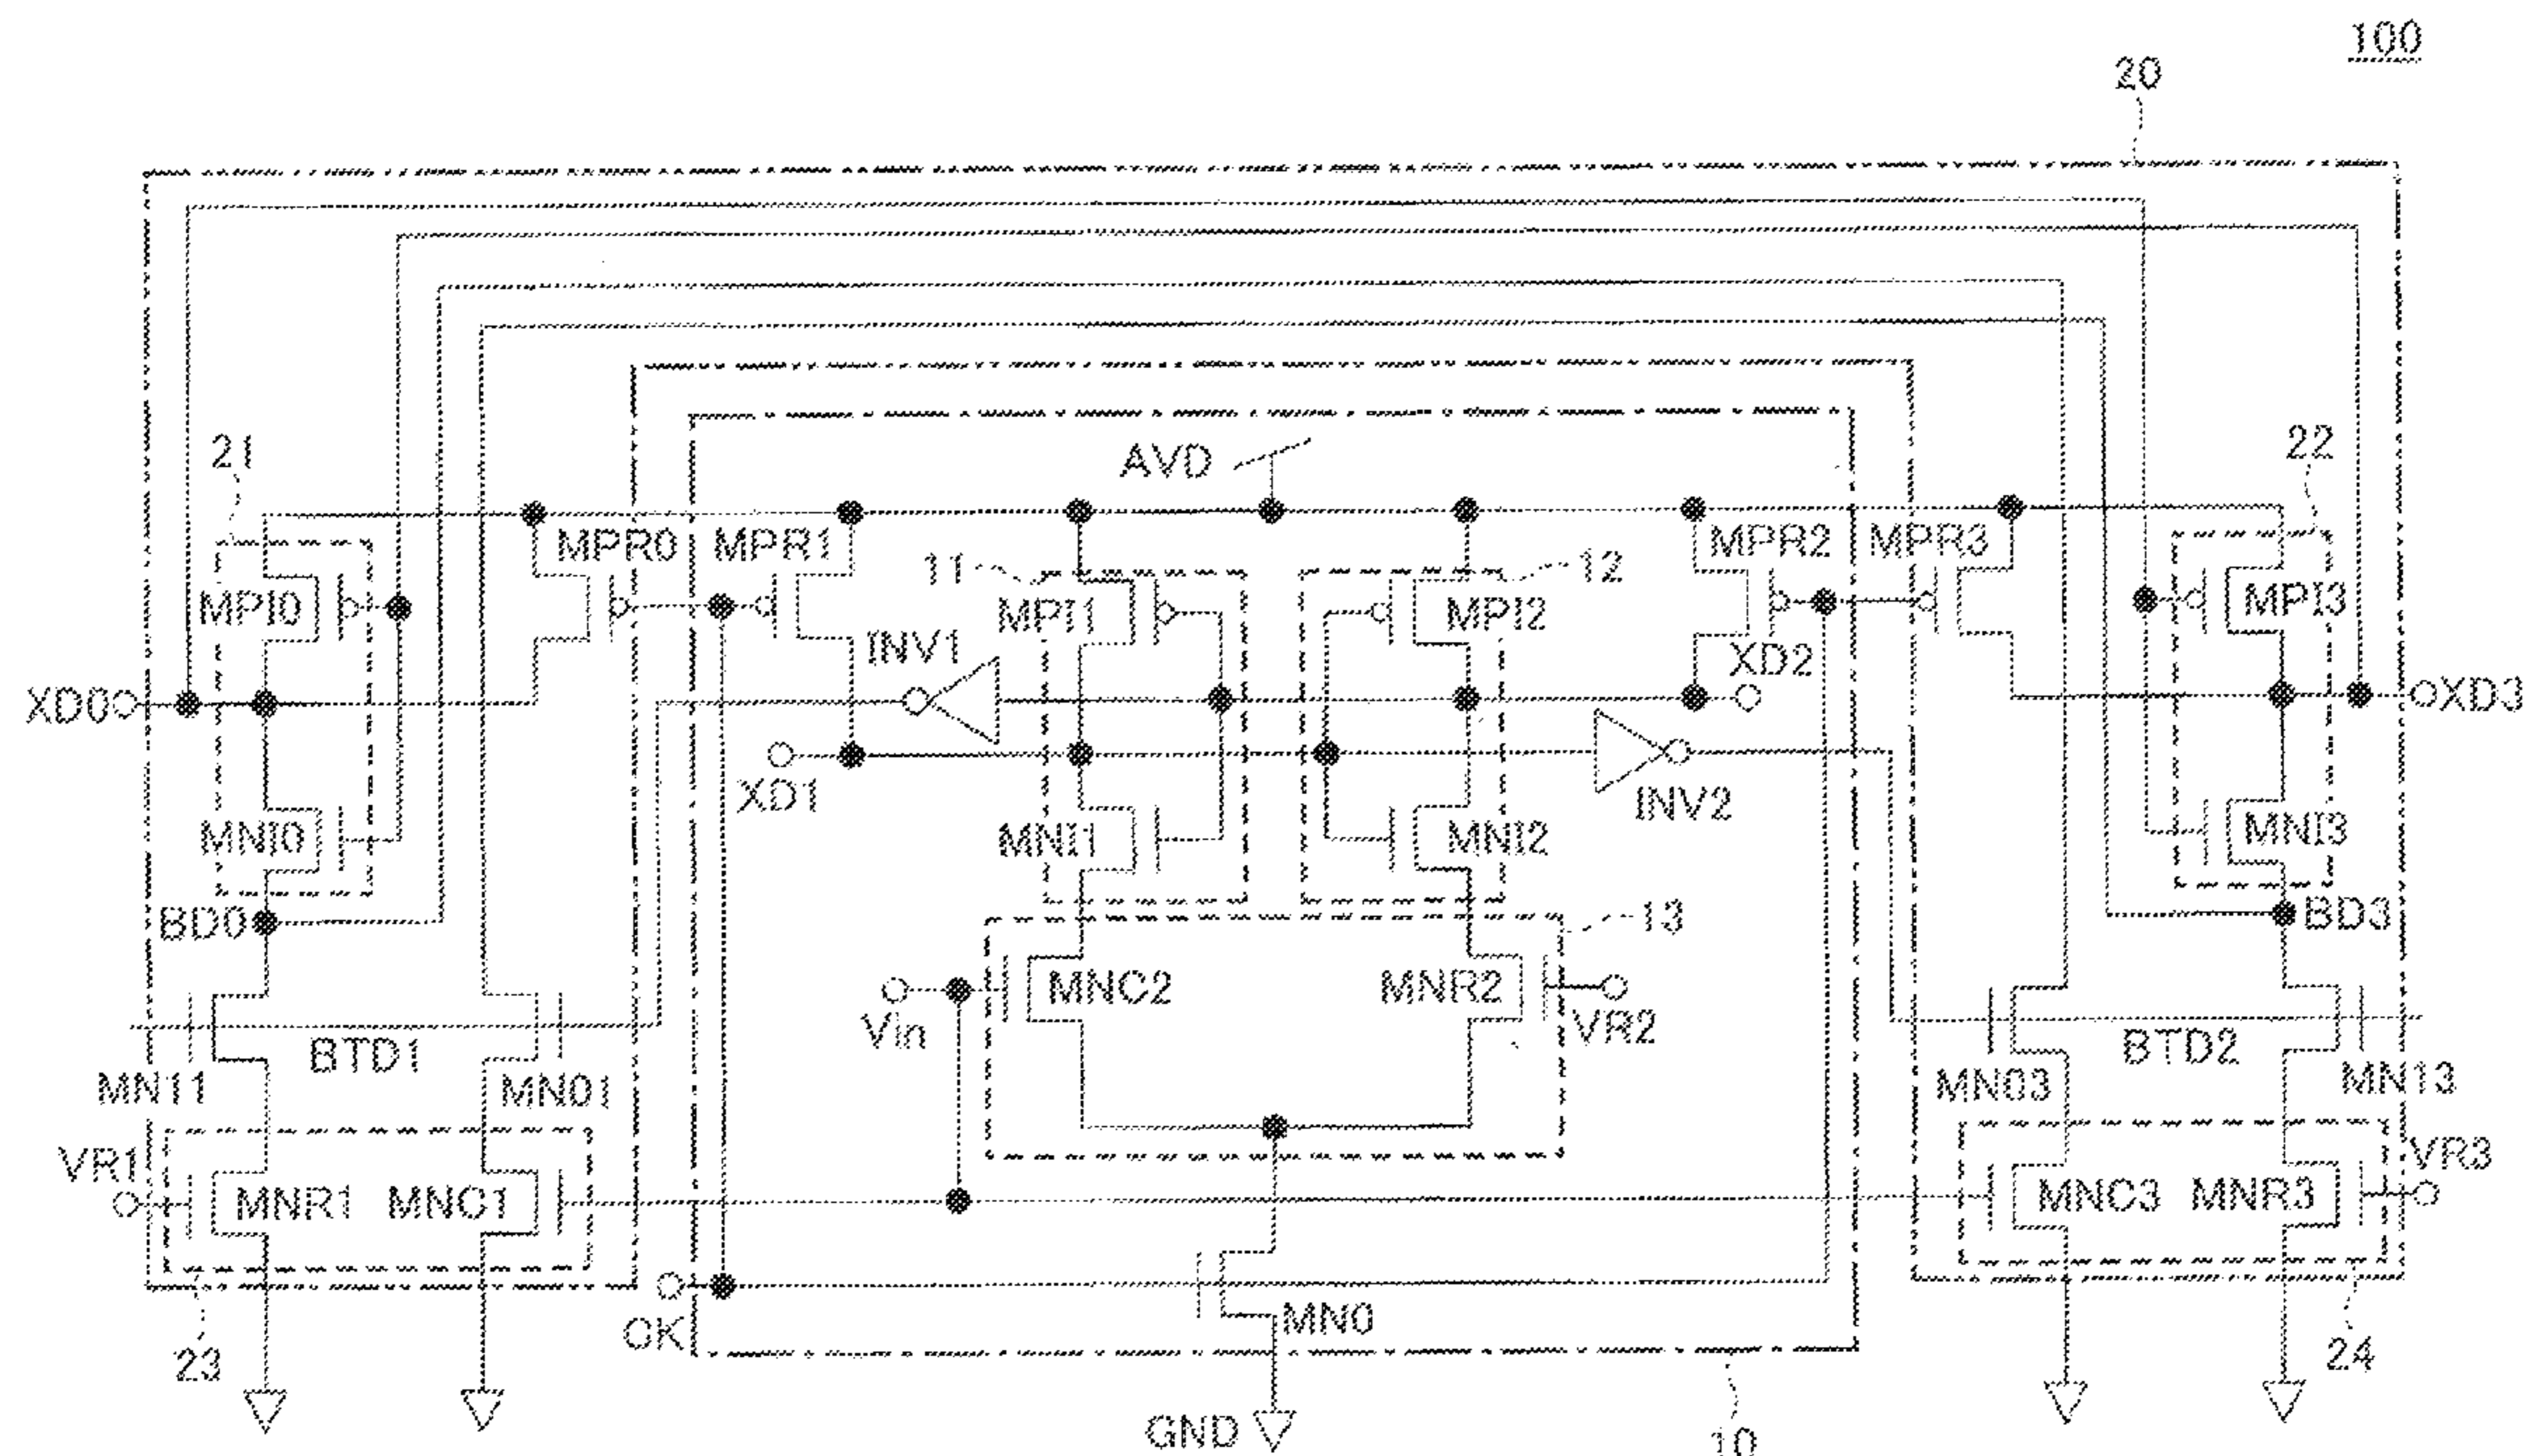 100
20
21
AVD
22
MPR0
MPR1
11
12
MPR2
MPR3
MPI0
MPI1
MPI2
MPI3
INV1
XD2
XD0
XD3
XD1
INV2
MNI0
MNI1
MNI2
MNI3
BD0
13
BD3
MNC2
MNR2
Vin
VR2
BTD1
BTD2
MN11
MN01
MN03
MN13
VR1
VR3
MNR1
MNC1
MNC3
MNR3
CK
MN0
23
24
GND
10